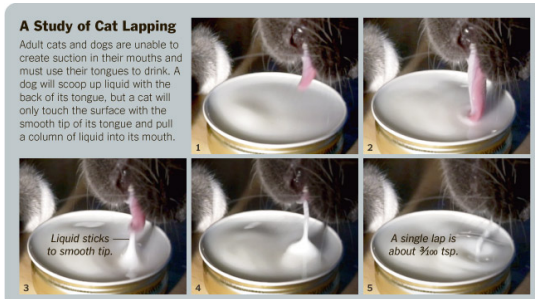 A Study of Cat Lapping
Adult cats and dogs are unable to
create suction in their mouths and
must use their tongues to drink. A
dog will scoop up liquid with the
back of its tongue, but a cat will
only touch the surface with the
smooth tip of its tongue and pull
a column of liquid into its mouth.
1
2
Liquid sticks
to smooth tip.
3
4
A single lap is
about 3⁄100 tsp.
5